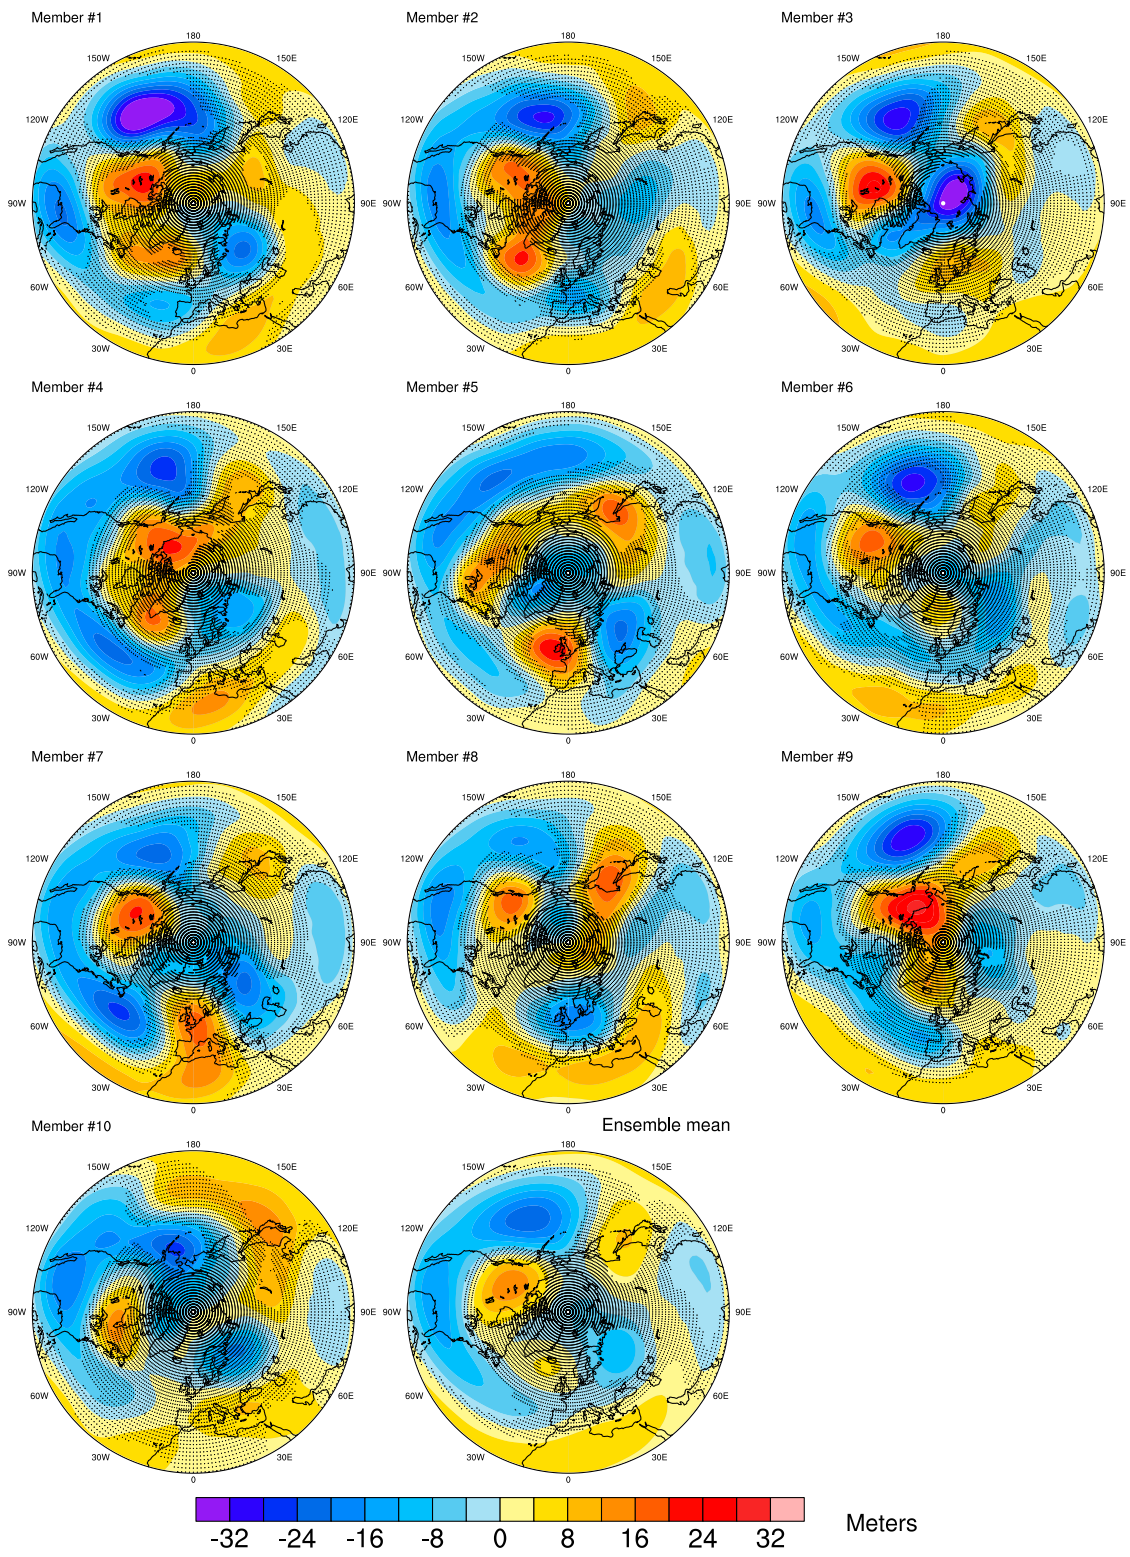 Member #1
Member #2
Member #3
180
150W
150E
120W
120E
90W
90E
60W
60E
30W
30E
0
180
150W
150E
120W
120E
90W
90E
60W
60E
30W
30E
0
180
150W
150E
120W
120E
90W
90E
60W
60E
30W
30E
0
Member #4
Member #5
Member #6
180
150W
150E
120W
120E
90W
90E
60W
60E
30W
30E
0
180
150W
150E
120W
120E
90W
90E
60W
60E
30W
30E
0
180
150W
150E
120W
120E
90W
90E
60W
60E
30W
30E
0
Member #7
Member #8
Member #9
180
150W
150E
120W
120E
90W
90E
60W
60E
30W
30E
0
180
150W
150E
120W
120E
90W
90E
60W
60E
30W
30E
0
180
150W
150E
120W
120E
90W
90E
60W
60E
30W
30E
0
Member #10
Ensemble mean
180
150W
150E
120W
120E
90W
90E
60W
60E
30W
30E
0
180
150W
150E
120W
120E
90W
90E
60W
60E
30W
30E
0
-32 -24 -16 -8 0 8 16 24 32
Meters